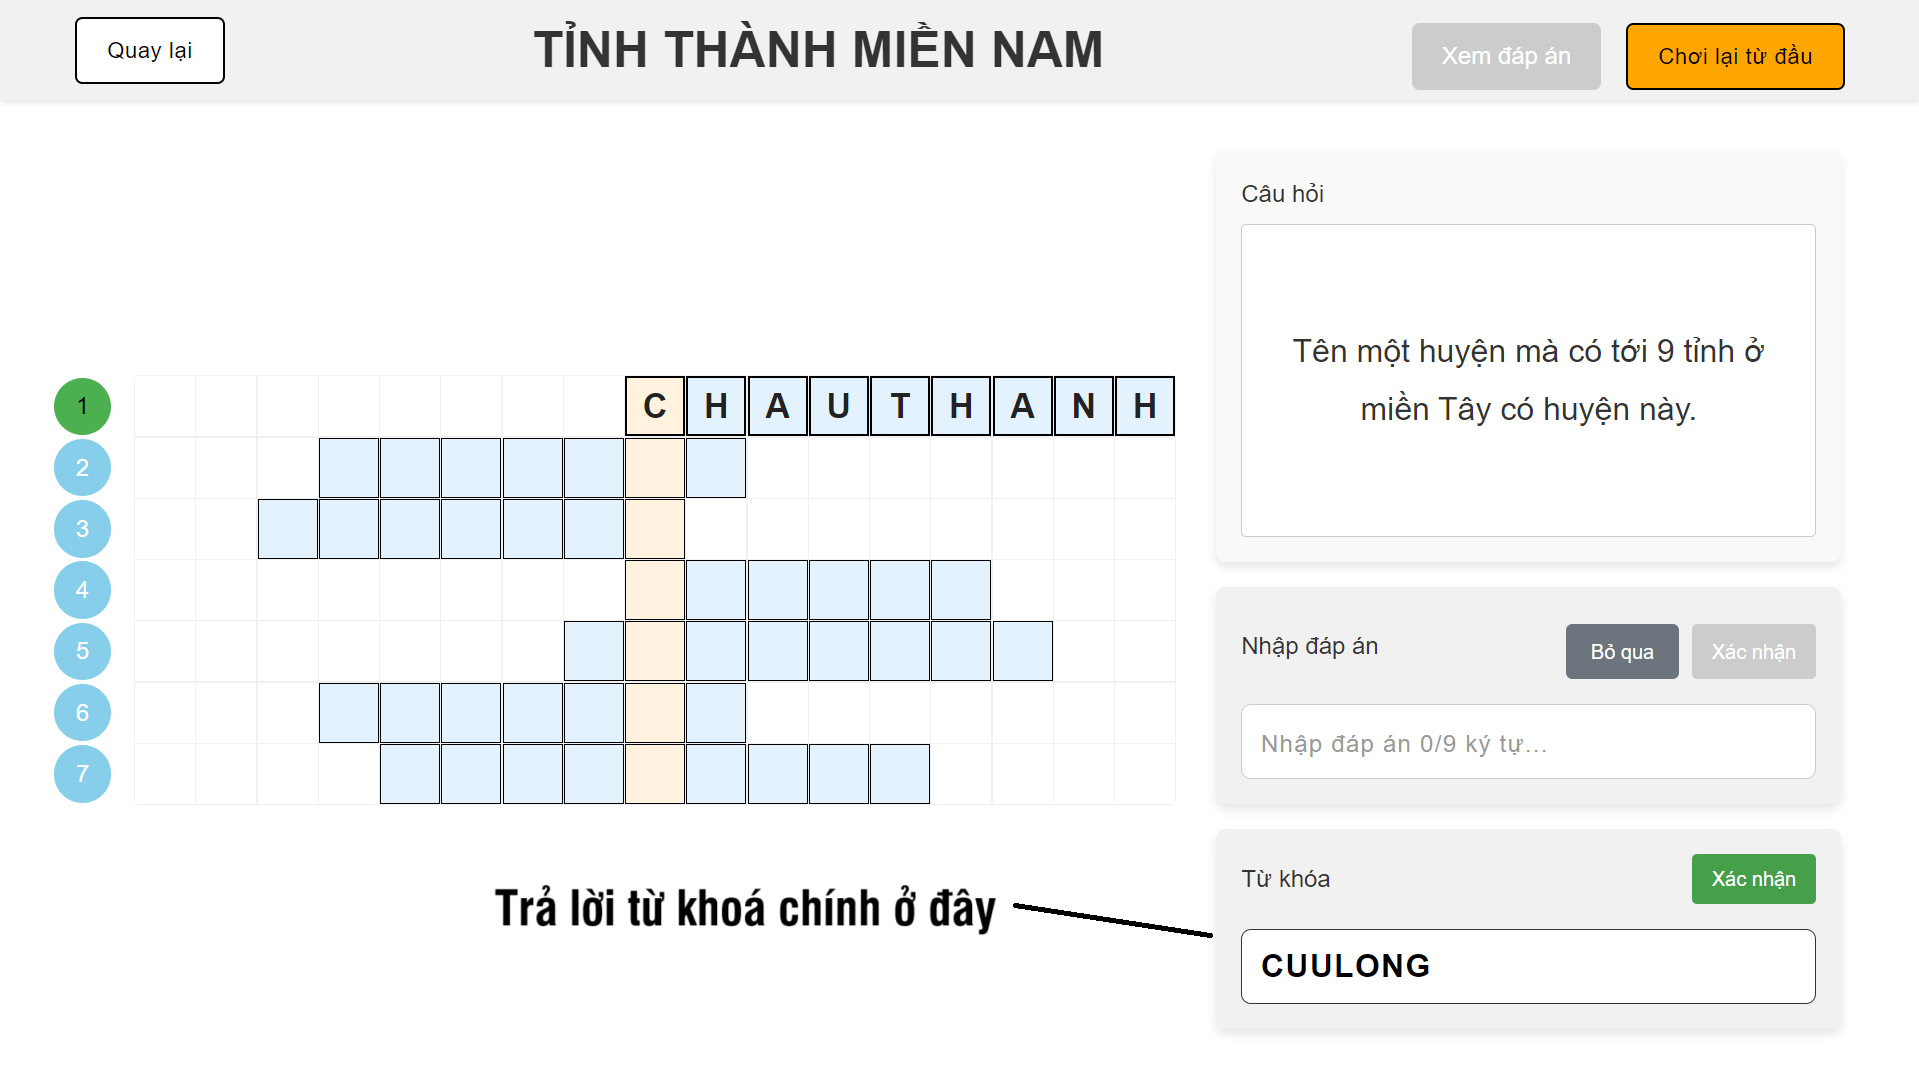 Quay lại
TỈNH THÀNH MIỀN NAM
Xem đáp án
Chơi lại từ đầu
Câu hỏi
Tên một huyện mà có tới 9 tỉnh ở
miền Tây có huyện này.
1 C H A U T H A N H
2
3
4
5
6
7
Nhập đáp án
Bỏ qua
Xác nhận
Nhập đáp án 0/9 ký tự...
Từ khóa
Xác nhận
Trả lời từ khoá chính ở đây
CUULONG